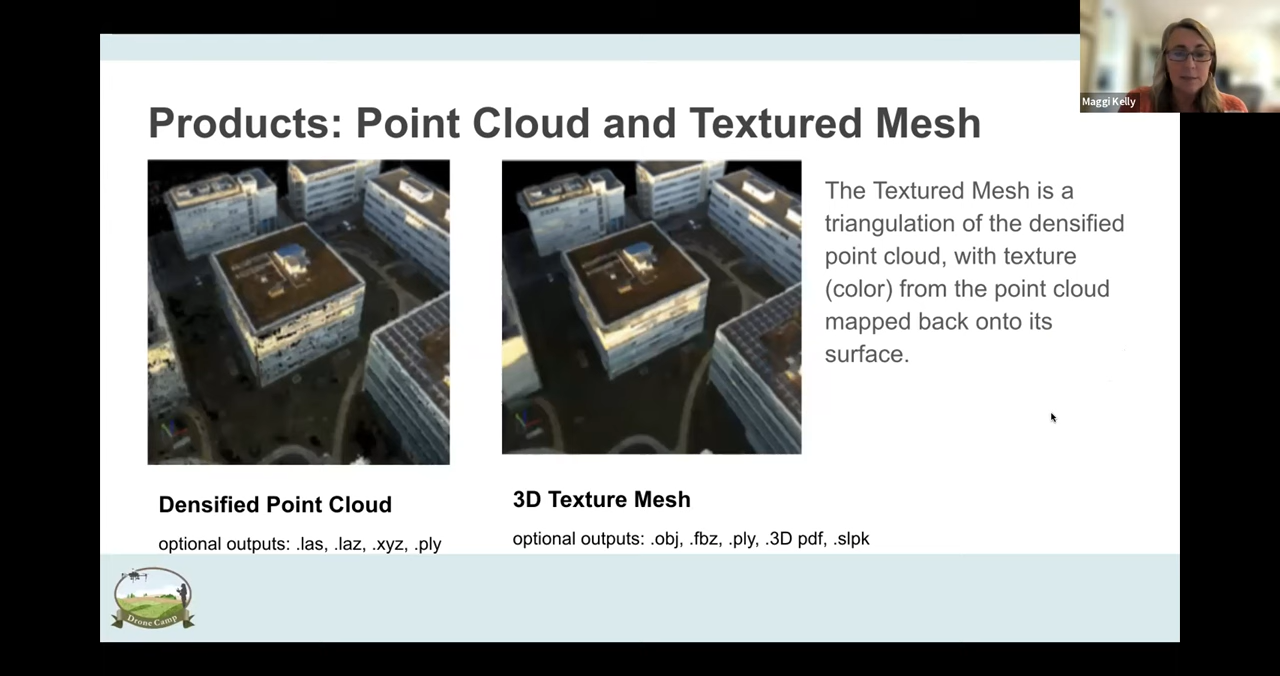 Maggi Kelly
Products: Point Cloud and Textured Mesh
The Textured Mesh is a
triangulation of the densified
point cloud, with texture
(color) from the point cloud
mapped back onto its
surface.
Densified Point Cloud
optional outputs: .las, .laz, .xyz, .ply
3D Texture Mesh
optional outputs: .obj, .fbz, .ply, .3D pdf, .slpk
Drone Camp